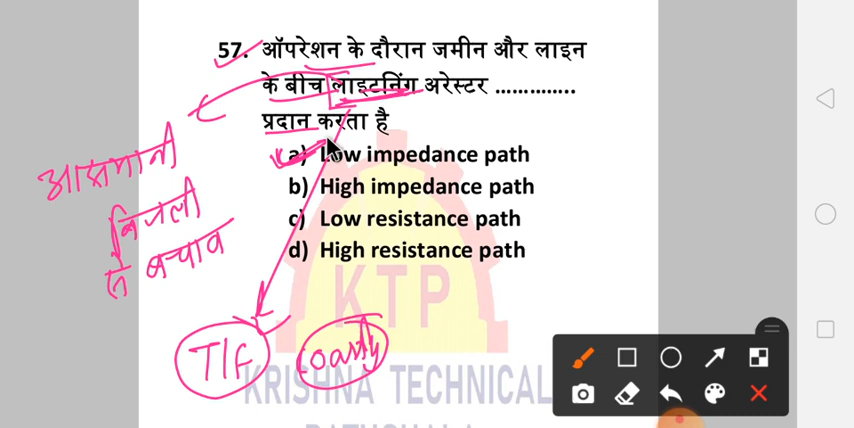 57. ऑपरेशन के दौरान जमीन और लाइन
के बीच लाइटनिंग अरेस्टर ..............
प्रदान करता है
a) Low impedance path
b) High impedance path
c) Low resistance path
d) High resistance path
आसमानी
बिजली
से बचाव
T/F
KTP
KRISHNA TECHNICAL